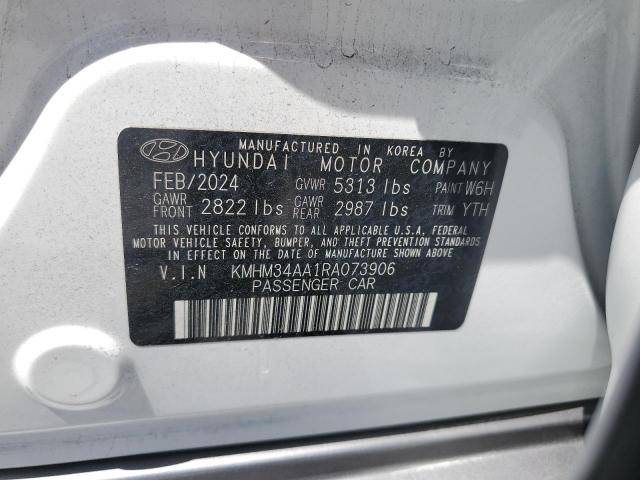 MANUFACTURED IN KOREA BY
HYUNDAI MOTOR COMPANY
FEB/2024 GVWR 5313 lbs PAINT W6H
GAWR FRONT 2822 lbs GAWR REAR 2987 lbs TRIM YTH
THIS VEHICLE CONFORMS TO ALL APPLICABLE U.S.A. FEDERAL
MOTOR VEHICLE SAFETY, BUMPER, AND THEFT PREVENTION STANDARDS
IN EFFECT ON THE DATE OF MANUFACTURE SHOWN ABOVE
V.I.N KMHM34AA1RA073906
PASSENGER CAR